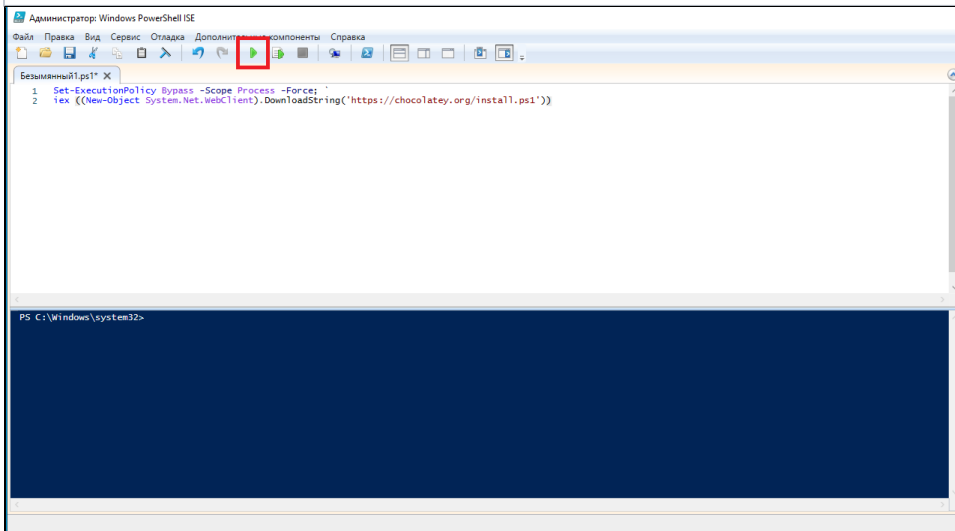 Администратор: Windows PowerShell ISE
Файл Правка Вид Сервис Отладка Дополнительные компоненты Справка
Безымянный1.ps1* X
1 Set-ExecutionPolicy Bypass -Scope Process -Force; `
2 iex ((New-Object System.Net.WebClient).DownloadString('https://chocolatey.org/install.ps1'))
PS C:\Windows\system32>